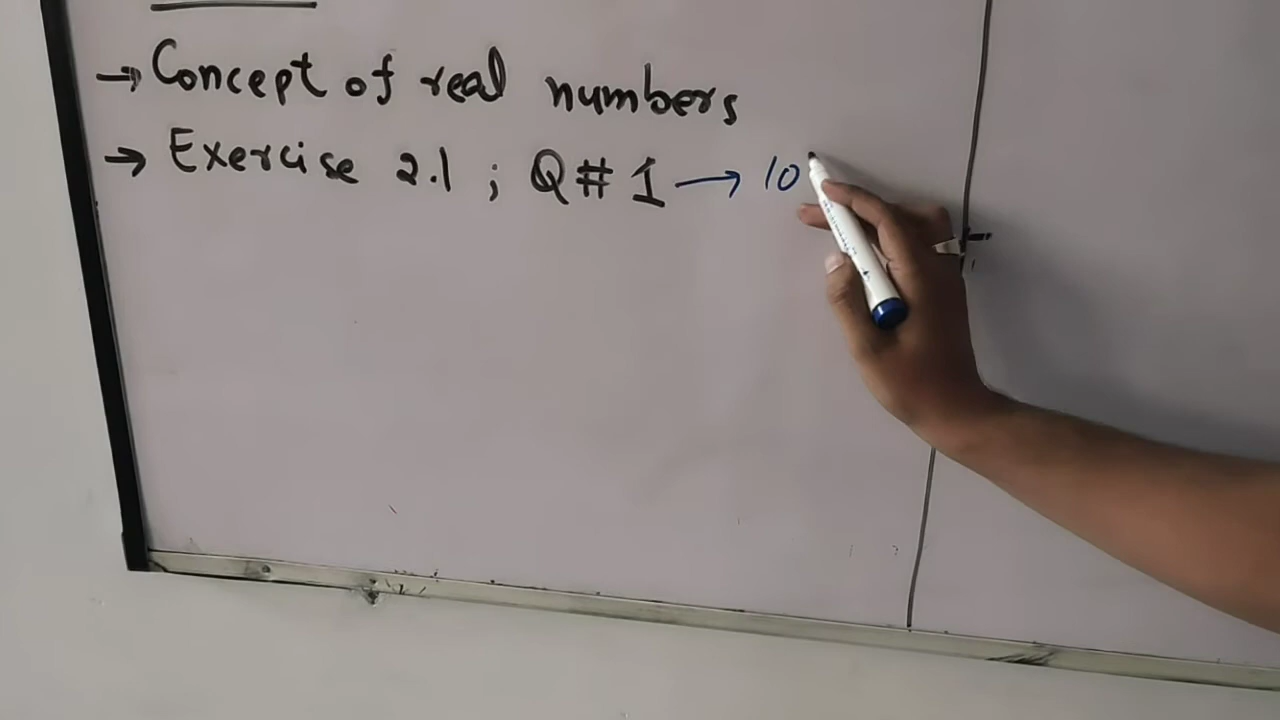 → Concept of real numbers
→ Exercise 2.1 ; Q # 1 → 10